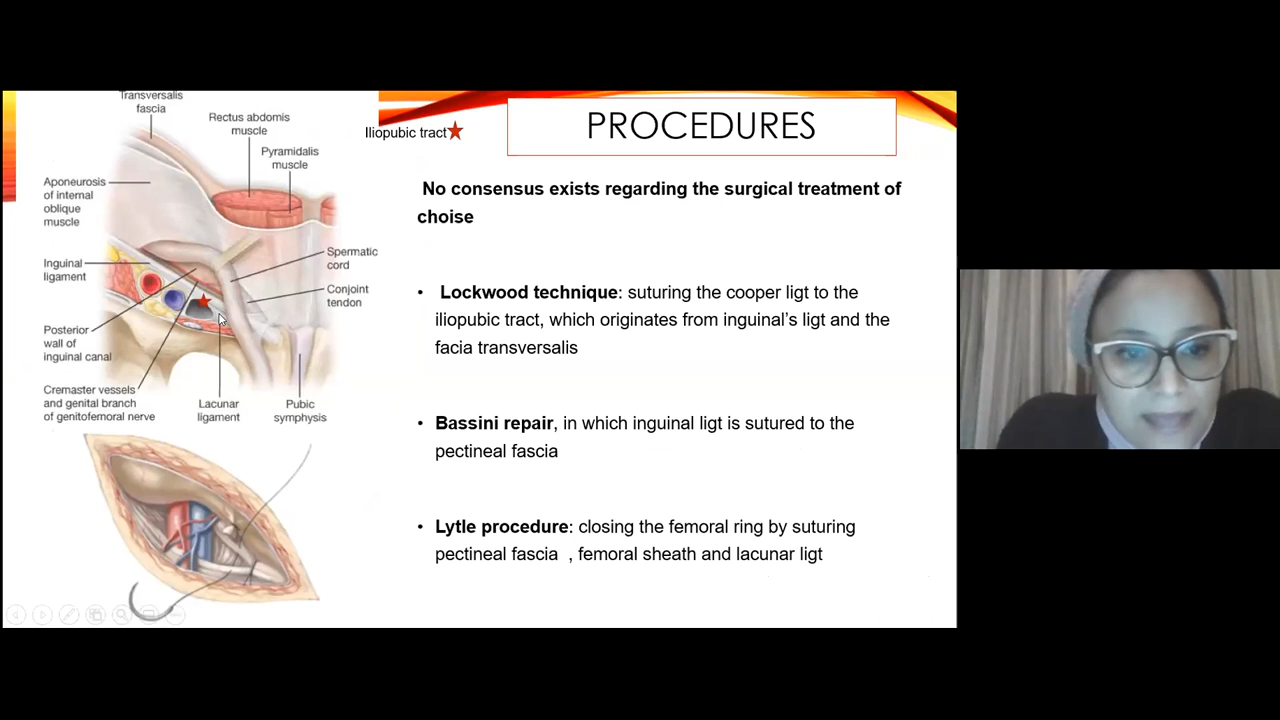 Transversalis
fascia
Rectus abdomis
muscle
Pyramidalis
muscle
Aponeurosis
of internal
oblique
muscle
Inguinal
ligament
Spermatic
cord
Conjoint
tendon
Posterior
wall of
inguinal canal
Cremaster vessels
and genital branch
of genitofemoral nerve
Lacunar
ligament
Pubic
symphysis
Iliopubic tract
PROCEDURES
No consensus exists regarding the surgical treatment of
choise
• Lockwood technique: suturing the cooper ligt to the
iliopubic tract, which originates from inguinal’s ligt and the
facia transversalis
• Bassini repair, in which inguinal ligt is sutured to the
pectineal fascia
• Lytle procedure: closing the femoral ring by suturing
pectineal fascia , femoral sheath and lacunar ligt